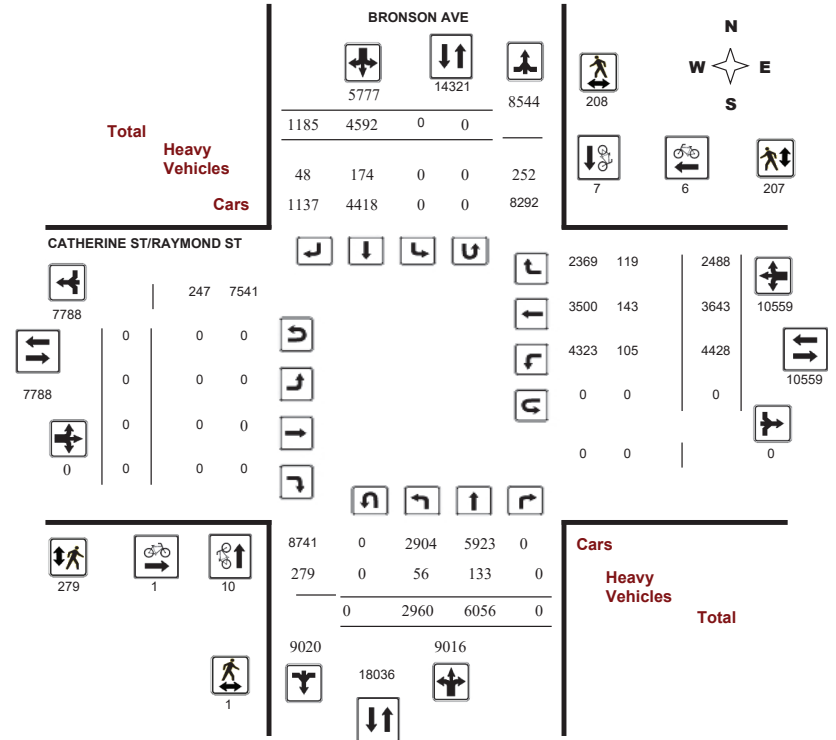 BRONSON AVE
N
W E
S
5777
14321
8544
208
1185 4592 0 0
Total
Heavy
Vehicles
48 174 0 0 252
Cars
1137 4418 0 0 8292
7 6 207
CATHERINE ST/RAYMOND ST
247 7541
7788
0 0 0
7788
0 0 0
0 0 0
0
0 0 0
2369 119 2488
3500 143 3643
10559
4323 105 4428
10559
0 0 0
0 0 0
279 1 10
1
8741 0 2904 5923 0
279 0 56 133 0
0 2960 6056 0
9020 9016
18036
Cars
Heavy
Vehicles
Total